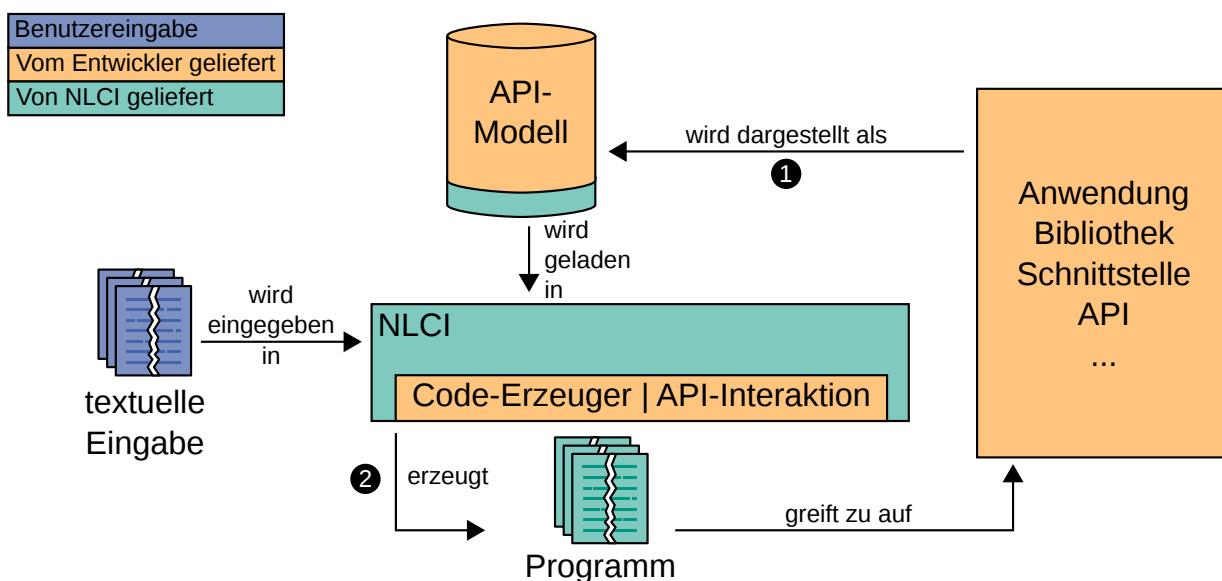 Benutzereingabe
Vom Entwickler geliefert
Von NLCI geliefert
API-
Modell
wird dargestellt als
1
Anwendung
Bibliothek
Schnittstelle
API
...
wird
geladen
in
wird
eingegeben
in
textuelle
Eingabe
NLCI
Code-Erzeuger | API-Interaktion
2
erzeugt
Programm
greift zu auf